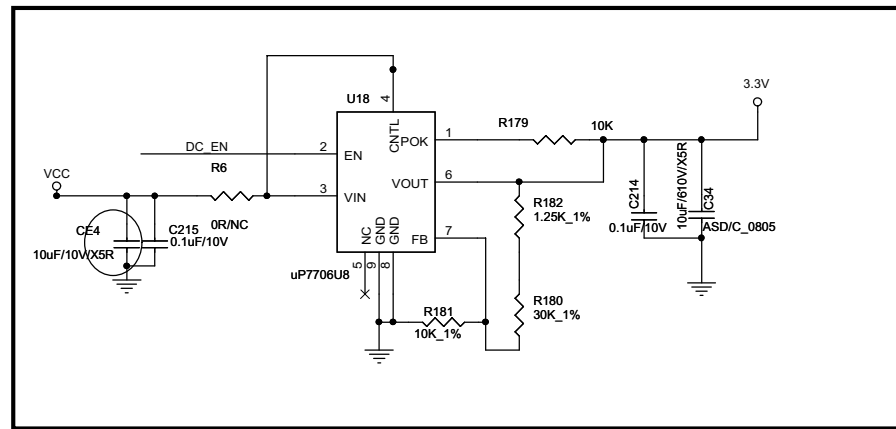 U18
4
CNTL
DC_EN
2
EN
1
POK
R179
10K
3.3V
R6
VCC
3
VIN
0R/NC
6
VOUT
R182
1.25K_1%
7
FB
CE4
10uF/10V/X5R
C215
0.1uF/10V
NC
GND
GND
5
9
8
uP7706U8
R181
10K_1%
R180
30K_1%
C214
0.1uF/10V
10uF/610V/X5R
C34
ASD/C_0805